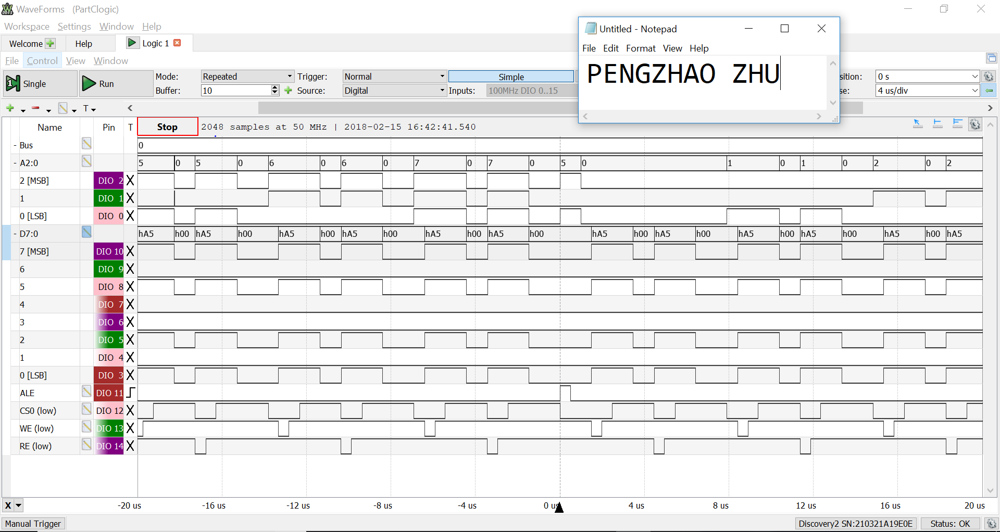 WaveForms (PartClogic)
Workspace Settings Window Help
Welcome Help Logic 1
File Control View Window
Single Run Mode: Repeated Trigger: Normal Simple sition: 0 s
Buffer: 10 Source: Digital Inputs: 100MHz DIO 0..15 se: 4 us/div
Untitled - Notepad
File Edit Format View Help
PENGZHAO ZHU
T
Name Pin T Stop 2048 samples at 50 MHz | 2018-02-15 16:42:41.540
- Bus 0
- A2:0 5 0 5 0 6 0 6 0 7 0 7 0 5 0 1 0 1 0 2 0 2
2 [MSB] DIO 2 X
1 DIO 1 X
0 [LSB] DIO 0 X
- D7:0 hA5 h00 hA5 h00 hA5 h00 hA5 h00 hA5 h00 hA5 h00 hA5 h00 hA5 h00 hA5 h00 hA5 h00 hA5 h00 hA5
7 [MSB] DIO 10 X
6 DIO 9 X
5 DIO 8 X
4 DIO 7 X
3 DIO 6 X
2 DIO 5 X
1 DIO 4 X
0 [LSB] DIO 3 X
ALE DIO 11
CS0 (low) DIO 12 X
WE (low) DIO 13 X
RE (low) DIO 14 X
X -20 us -16 us -12 us -8 us -4 us 0 us 4 us 8 us 12 us 16 us 20 us
Manual Trigger Discovery2 SN:210321A19E0E Status: OK